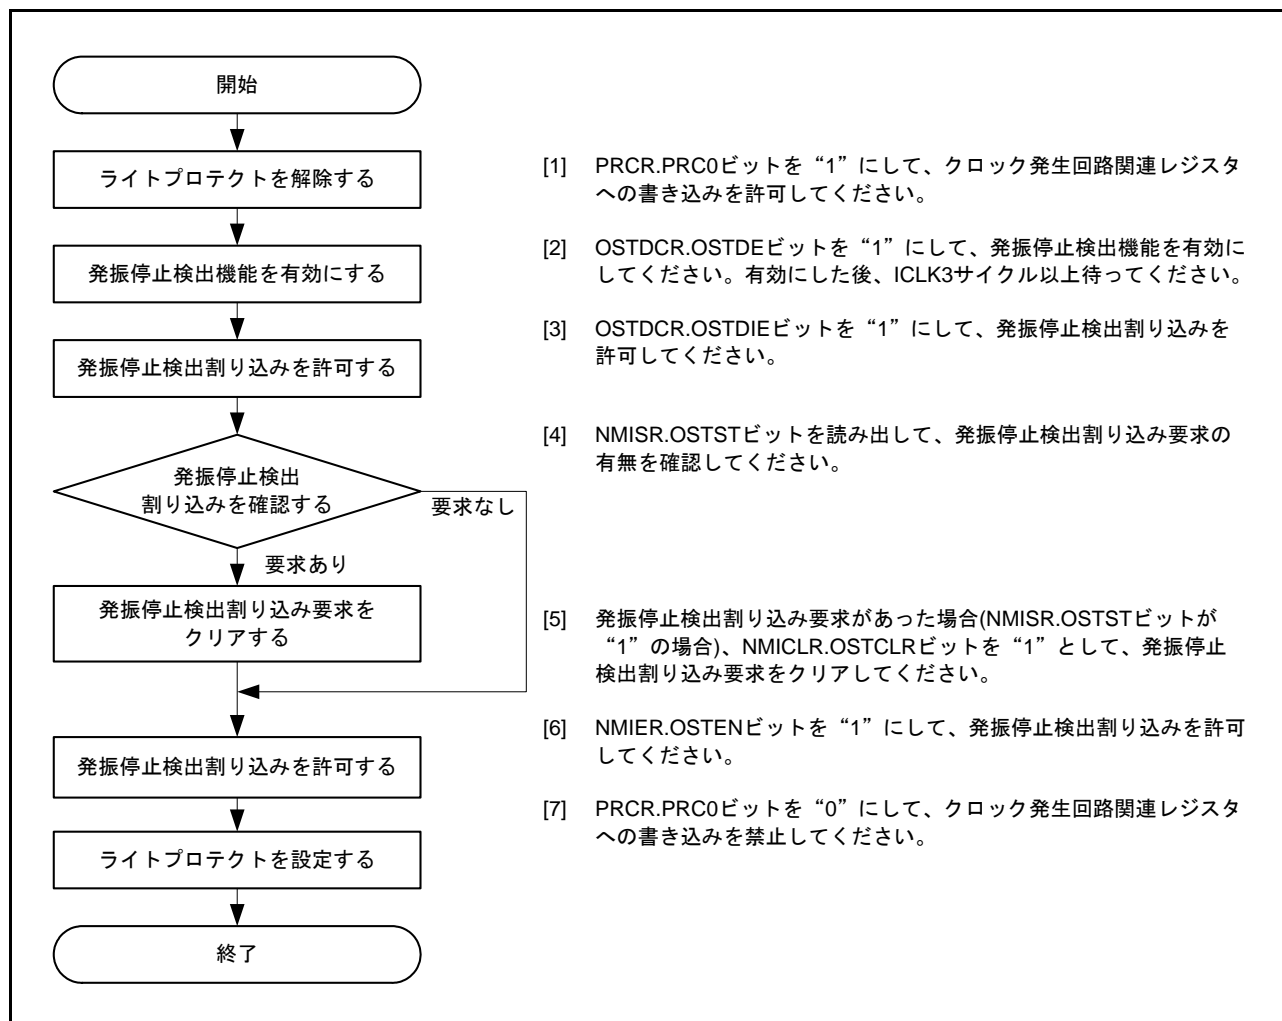 開始
ライトプロテクトを解除する
発振停止検出機能を有効にする
発振停止検出割り込みを許可する
発振停止検出
割り込みを確認する
要求なし
要求あり
発振停止検出割り込み要求を
クリアする
発振停止検出割り込みを許可する
ライトプロテクトを設定する
終了
[1] PRCR.PRC0ビットを“1”にして、クロック発生回路関連レジスタ
への書き込みを許可してください。
[2] OSTDCR.OSTDEビットを“1”にして、発振停止検出機能を有効に
してください。有効にした後、ICLK3サイクル以上待ってください。
[3] OSTDCR.OSTDIEビットを“1”にして、発振停止検出割り込みを
許可してください。
[4] NMISR.OSTSTビットを読み出して、発振停止検出割り込み要求の
有無を確認してください。
[5] 発振停止検出割り込み要求があった場合(NMISR.OSTSTビットが
“1”の場合)、NMICLR.OSTCLRビットを“1”として、発振停止
検出割り込み要求をクリアしてください。
[6] NMIER.OSTENビットを“1”にして、発振停止検出割り込みを許可
してください。
[7] PRCR.PRC0ビットを“0”にして、クロック発生回路関連レジスタ
への書き込みを禁止してください。